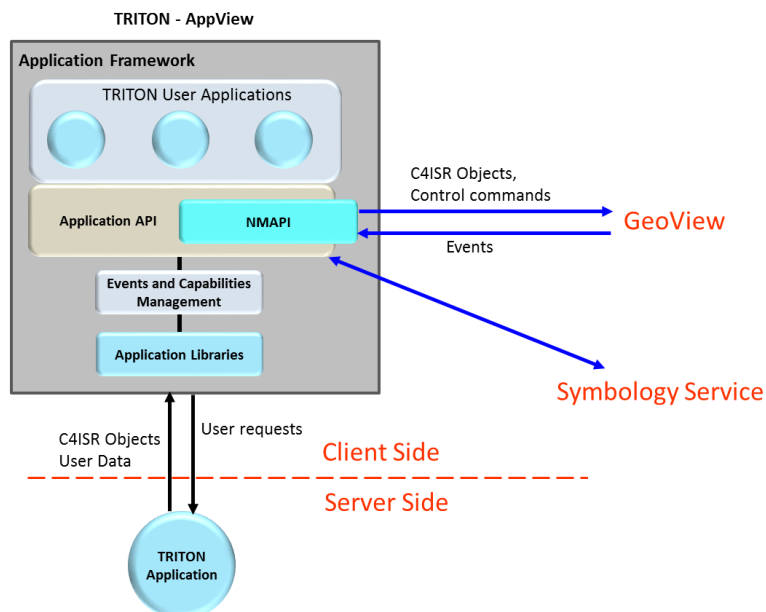 TRITON - AppView
Application Framework
TRITON User Applications
Application API
NMAPI
C4ISR Objects,
Control commands
Events
GeoView
Events and Capabilities
Management
Application Libraries
Symbology Service
C4ISR Objects
User Data
User requests
Client Side
Server Side
TRITON
Application